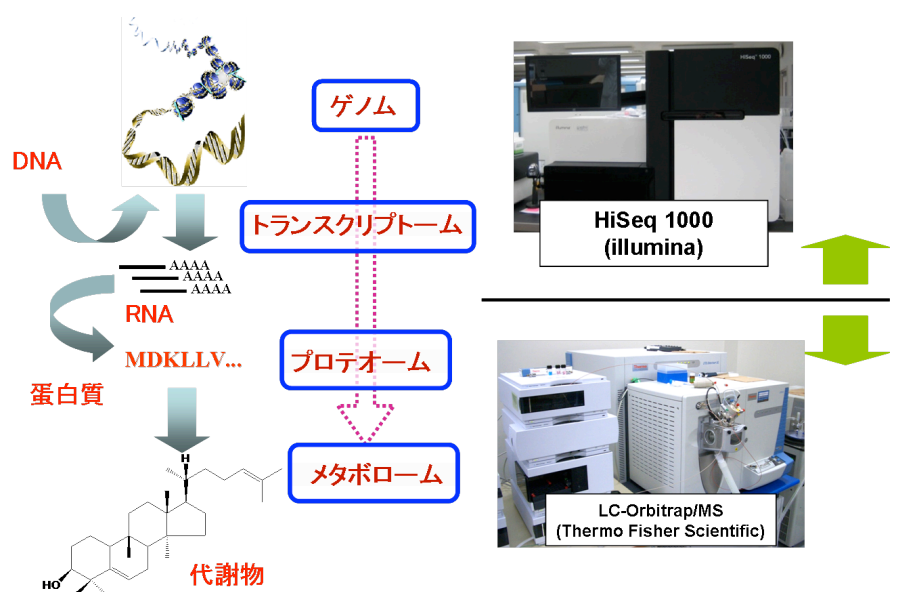 DNA
AAAA
AAAA
AAAA
RNA
MDKLLV...
蛋白質
H
HO
代謝物
ゲノム
トランスクリプトーム
プロテオーム
メタボローム
HiSeq 1000
HiSeq 1000
(illumina)
LC-Orbitrap/MS
(Thermo Fisher Scientific)